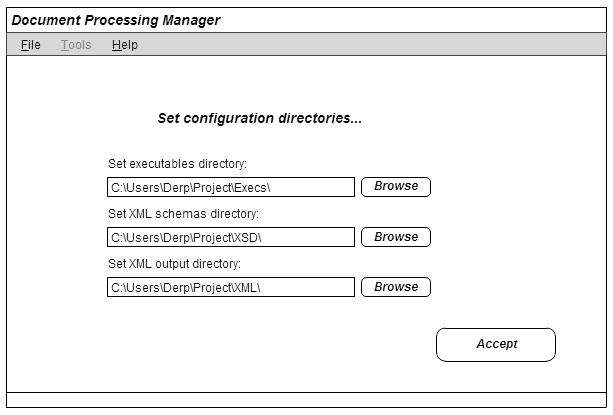 Document Processing Manager
File Tools Help
Set configuration directories...
Set executables directory:
C:\Users\Derp\Project\Execs\ Browse
Set XML schemas directory:
C:\Users\Derp\Project\XSD\ Browse
Set XML output directory:
C:\Users\Derp\Project\XML\ Browse
Accept